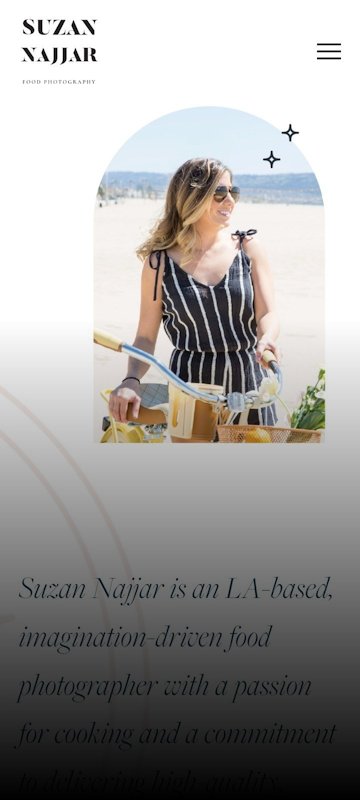 SUZAN
NAJJAR
FOOD PHOTOGRAPHY
Suzan Najjar is an LA-based,
imagination-driven food
photographer with a passion
for cooking and a commitment
to delivering high-quality,